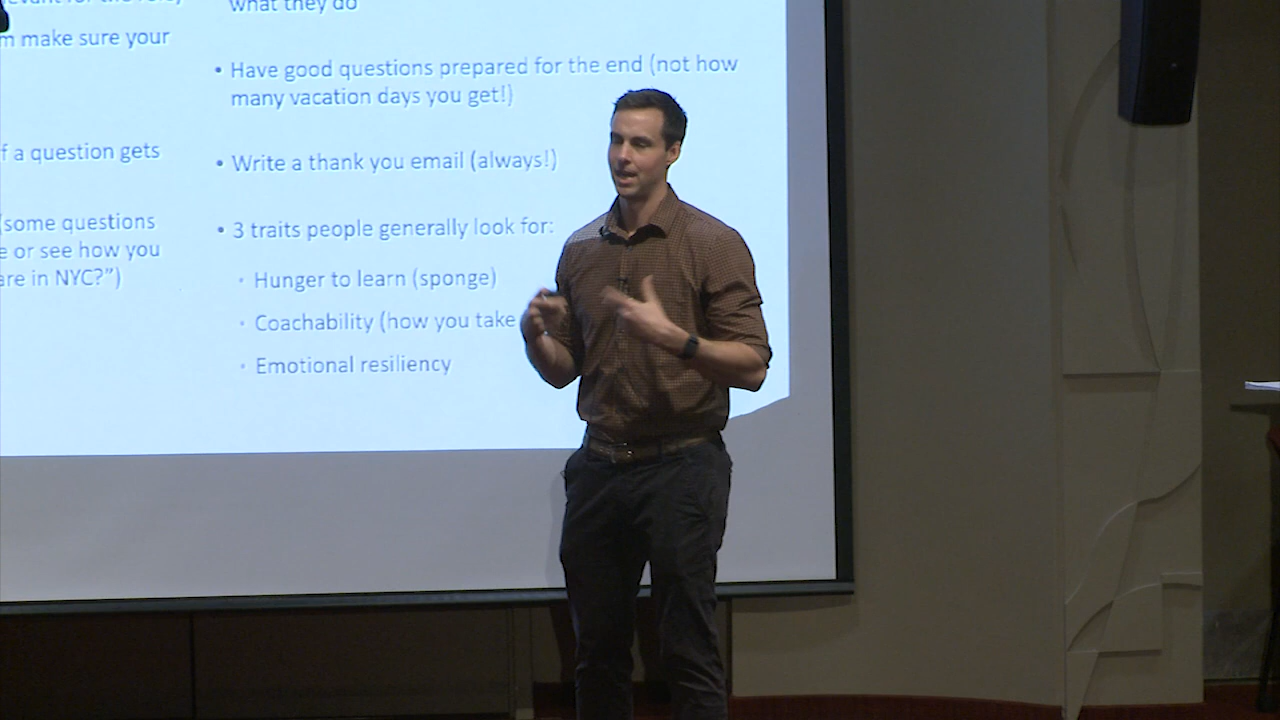 m make sure your
f a question gets
(some questions
e or see how you
are in NYC?")
what they do
• Have good questions prepared for the end (not how
many vacation days you get!)
• Write a thank you email (always!)
• 3 traits people generally look for:
• Hunger to learn (sponge)
• Coachability (how you take
• Emotional resiliency